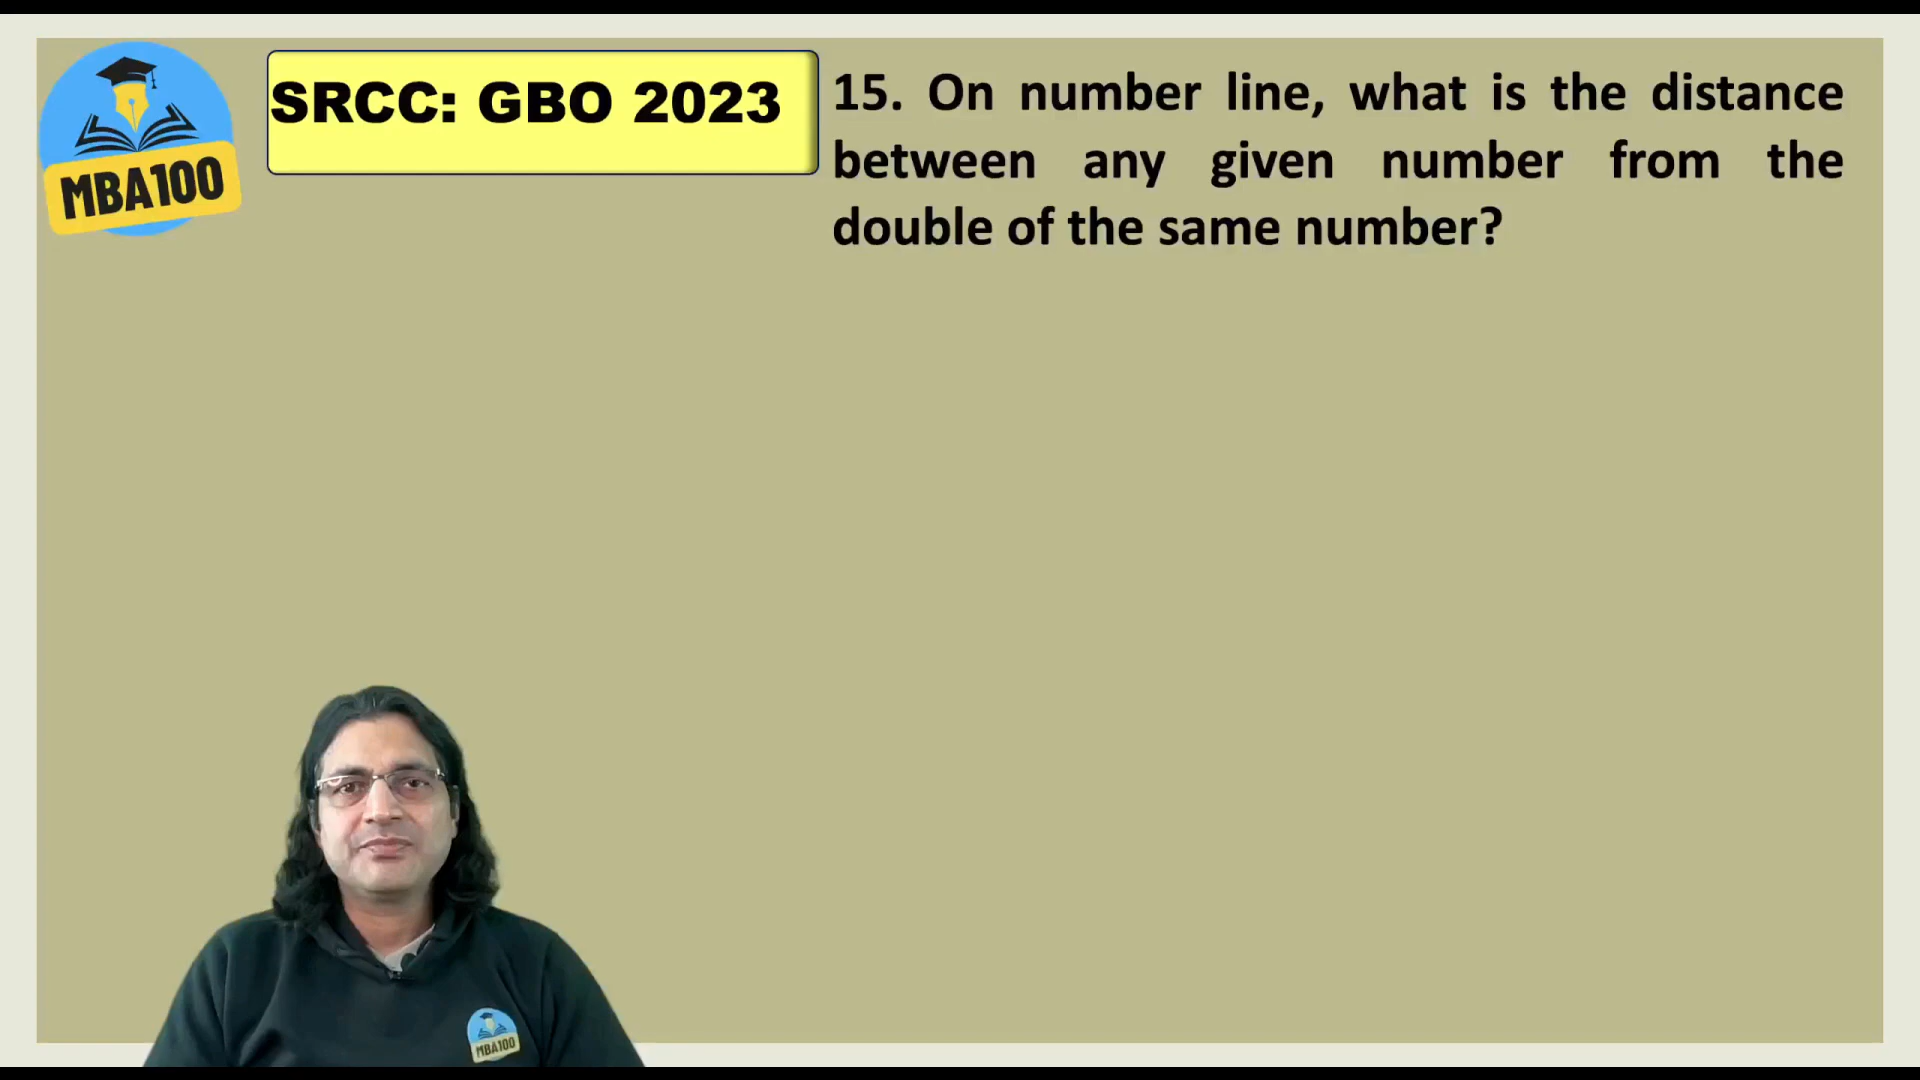 MBA100
SRCC: GBO 2023
15. On number line, what is the distance
between any given number from the
double of the same number?
MBA100